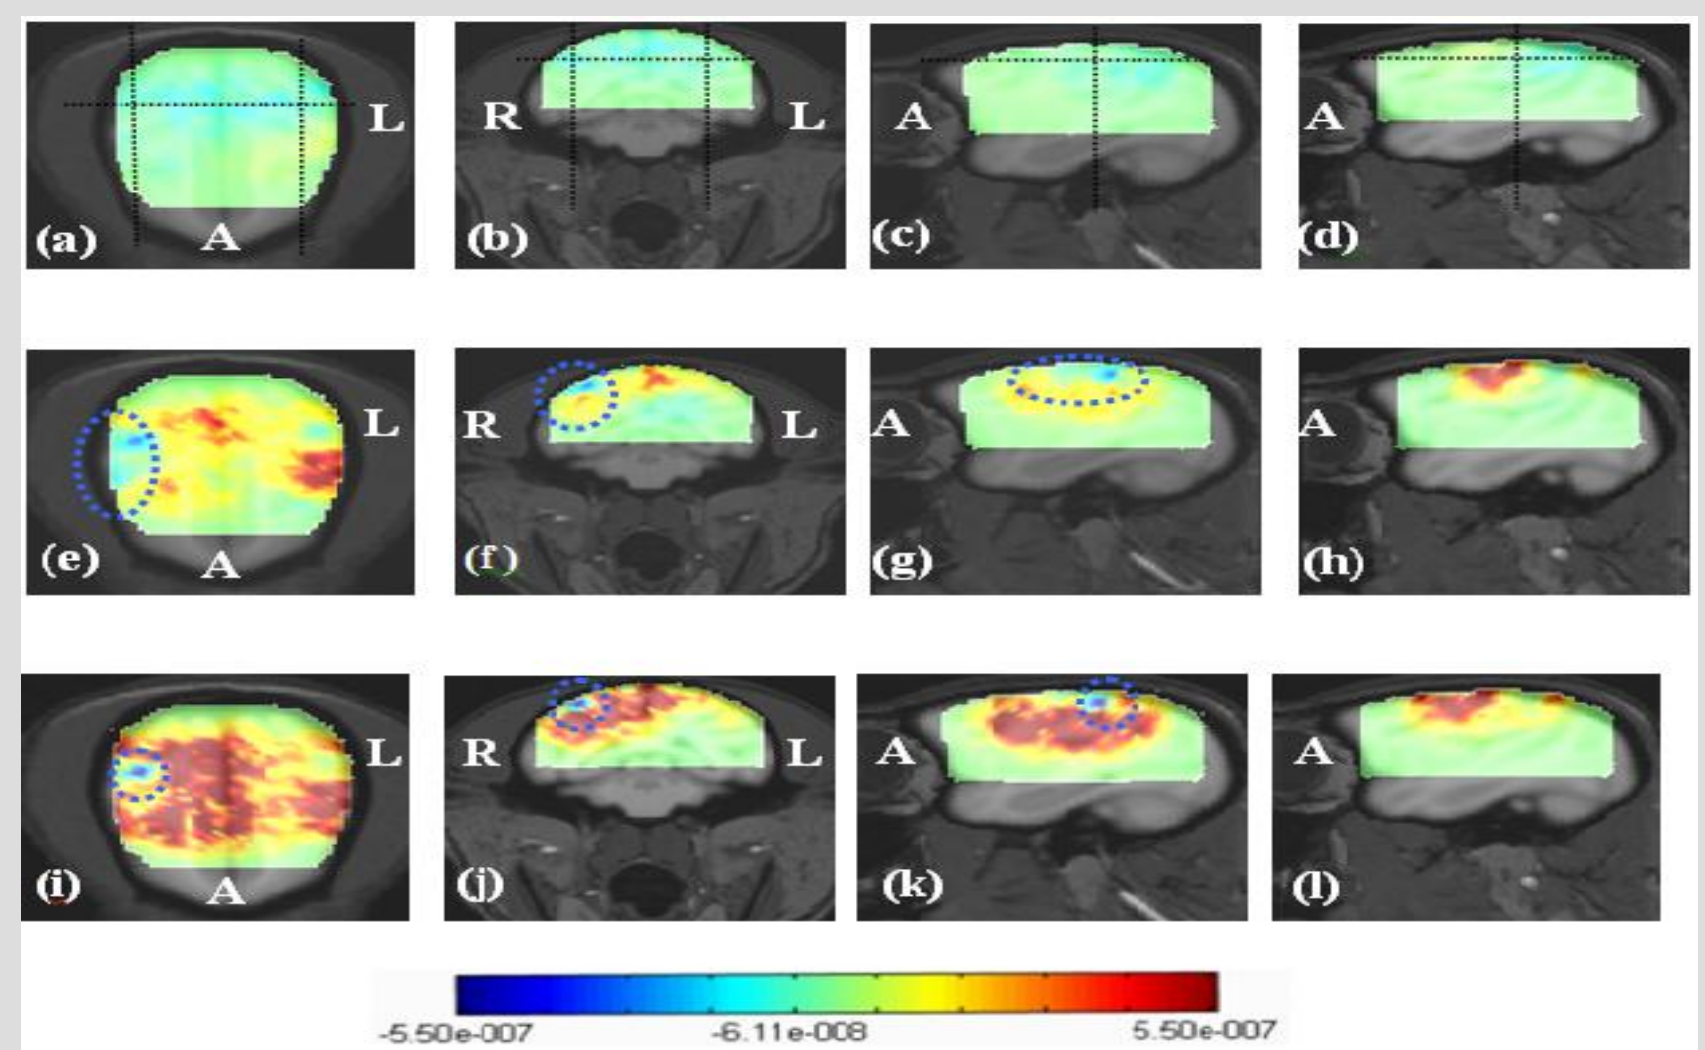 L
(a)
A
R
L
(b)
A
(c)
A
(d)
L
(e)
A
R
L
(f)
A
(g)
A
(h)
L
(i)
A
R
L
(j)
A
(k)
A
(l)
-5.50e-007
-6.11e-008
5.50e-007